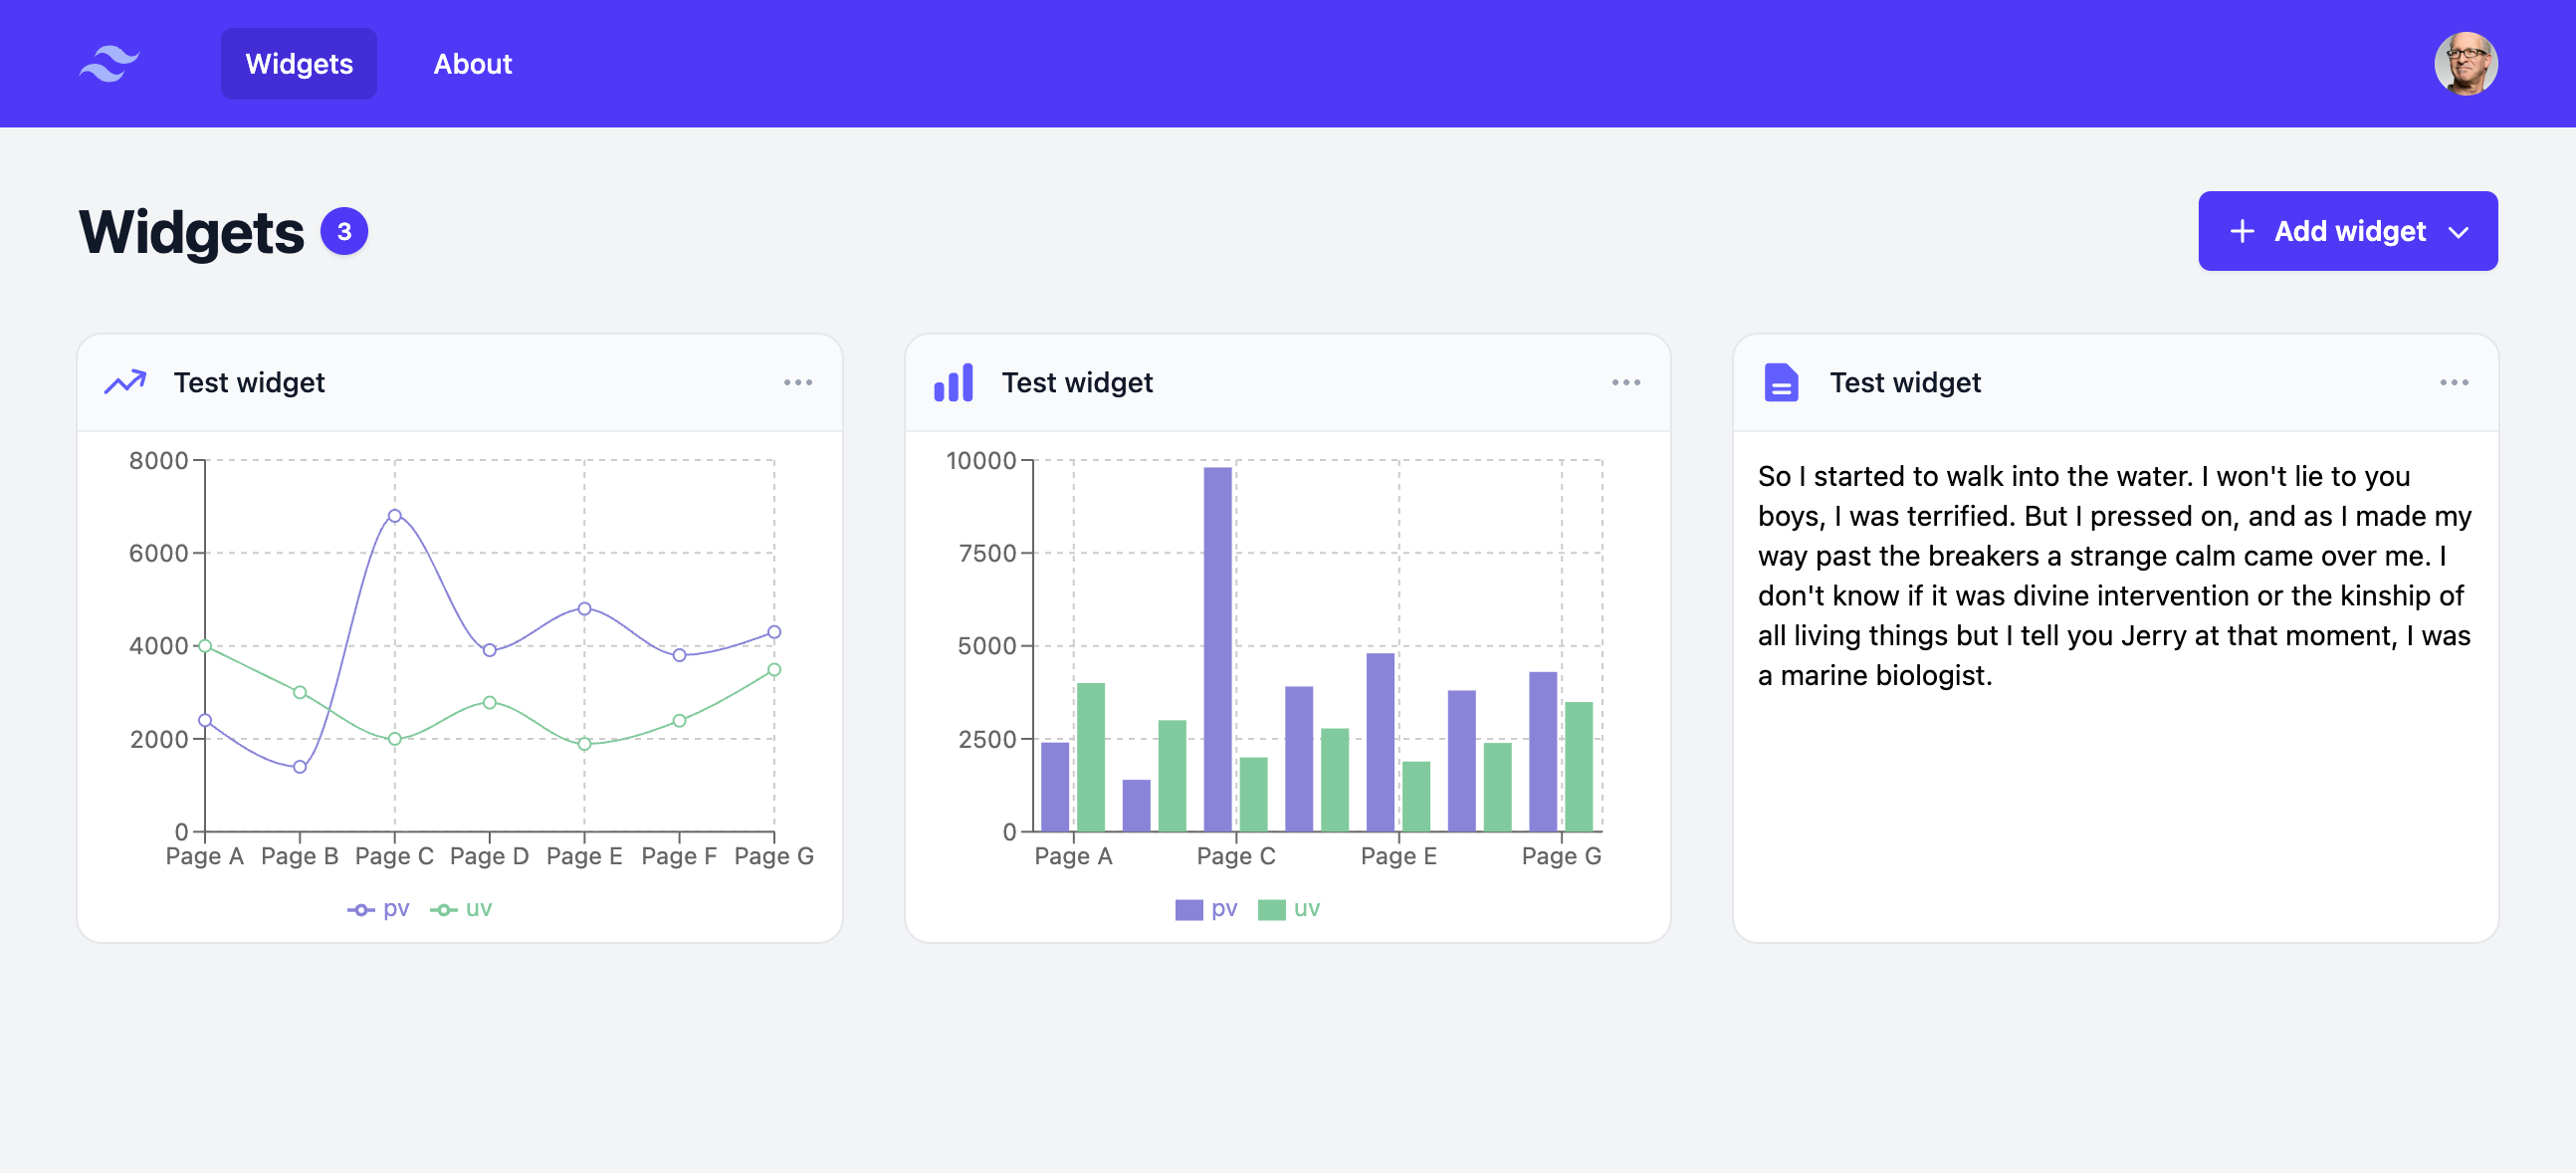 Widgets
About
Widgets 3
Add widget
Test widget
8000
6000
4000
2000
0
Page A Page B Page C Page D Page E Page F Page G
pv uv
Test widget
10000
7500
5000
2500
0
Page A Page C Page E Page G
pv uv
Test widget
So I started to walk into the water. I won't lie to you
boys, I was terrified. But I pressed on, and as I made my
way past the breakers a strange calm came over me. I
don't know if it was divine intervention or the kinship of
all living things but I tell you Jerry at that moment, I was
a marine biologist.